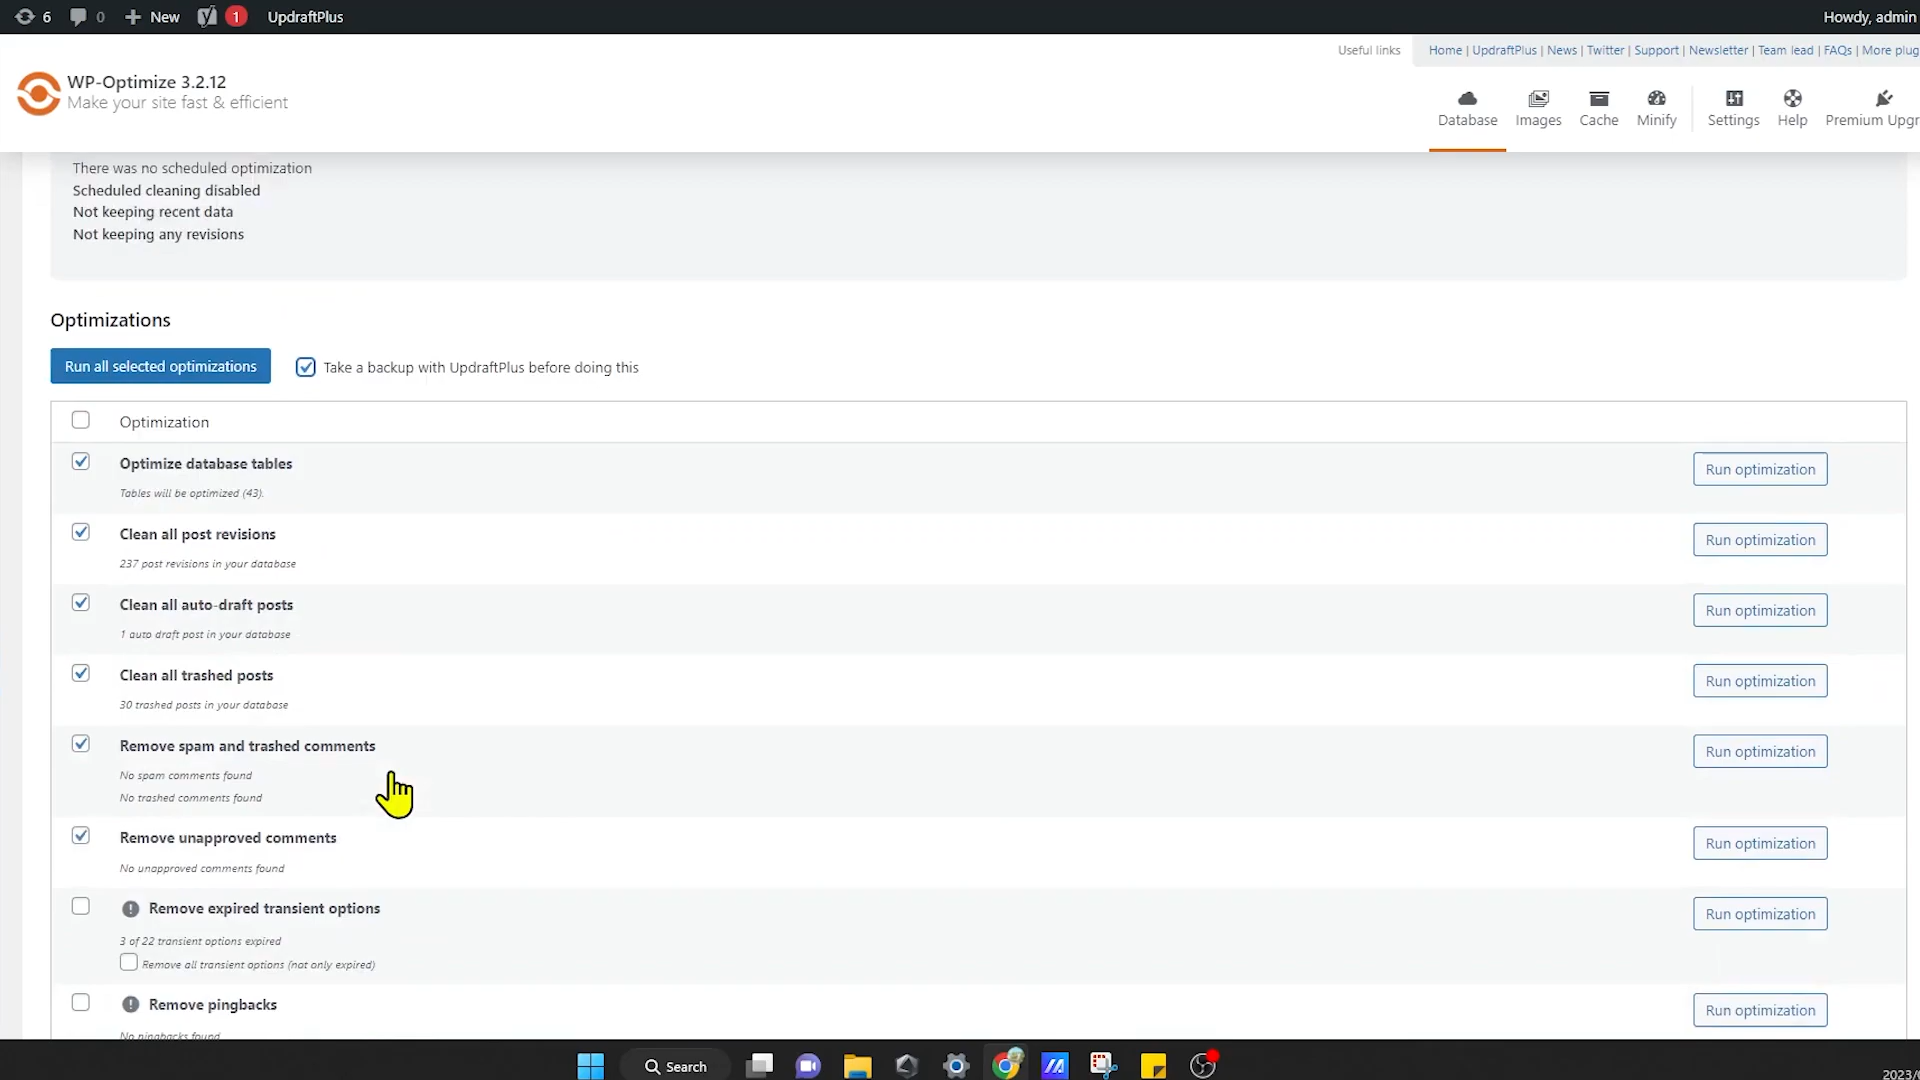 6 0 New 1 UpdraftPlus Howdy, admin
Useful links Home | UpdraftPlus | News | Twitter | Support | Newsletter | Team lead | FAQs | More plug
WP-Optimize 3.2.12
Make your site fast & efficient
Database Images Cache Minify Settings Help Premium Upgr
There was no scheduled optimization
Scheduled cleaning disabled
Not keeping recent data
Not keeping any revisions
Optimizations
Run all selected optimizations Take a backup with UpdraftPlus before doing this
Optimization
Optimize database tables Run optimization
Tables will be optimized (43).
Clean all post revisions Run optimization
237 post revisions in your database
Clean all auto-draft posts Run optimization
1 auto draft post in your database
Clean all trashed posts Run optimization
30 trashed posts in your database
Remove spam and trashed comments Run optimization
No spam comments found
No trashed comments found
Remove unapproved comments Run optimization
No unapproved comments found
Remove expired transient options Run optimization
3 of 22 transient options expired
Remove all transient options (not only expired)
Remove pingbacks Run optimization
No pingbacks found
Search
2023/